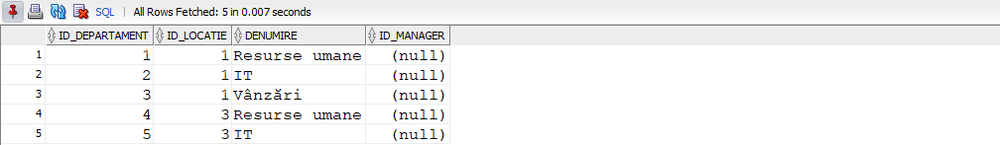 SQL | All Rows Fetched: 5 in 0.007 seconds
ID_DEPARTAMENT ID_LOCATIE DENUMIRE ID_MANAGER
1 1 1 Resurse umane (null)
2 2 1 IT (null)
3 3 1 Vânzări (null)
4 4 3 Resurse umane (null)
5 5 3 IT (null)